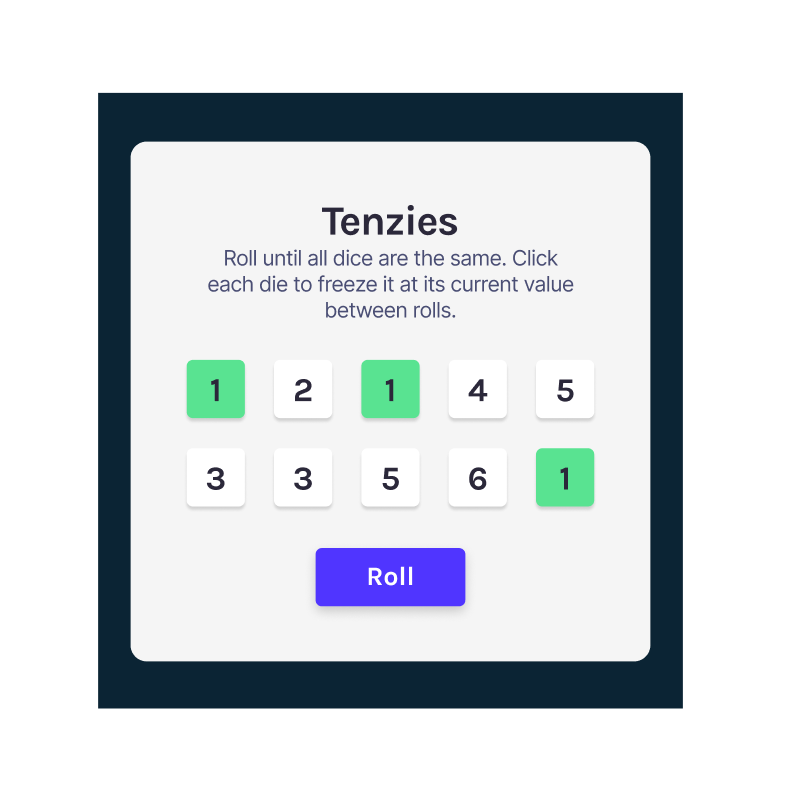 Tenzies
Roll until all dice are the same. Click
each die to freeze it at its current value
between rolls.
1 2 1 4 5
3 3 5 6 1
Roll